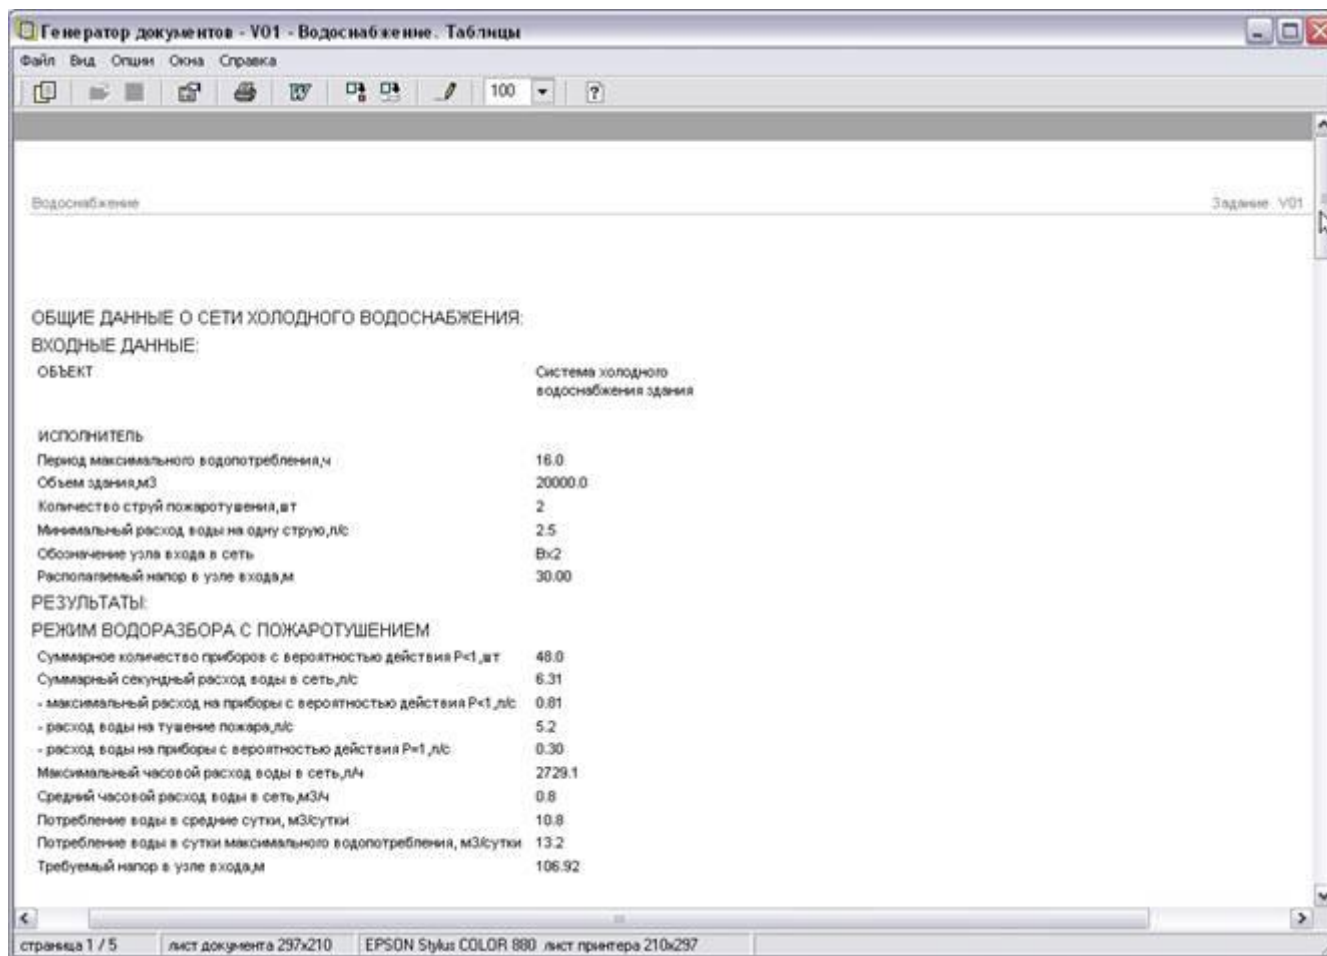 Генератор документов - V01 - Водоснабжение. Таблицы
Файл Вид Опции Окна Справка
100
Водоснабжение Задание V01
ОБЩИЕ ДАННЫЕ О СЕТИ ХОЛОДНОГО ВОДОСНАБЖЕНИЯ:
ВХОДНЫЕ ДАННЫЕ:
ОБЪЕКТ Система холодного
водоснабжения здания
ИСПОЛНИТЕЛЬ
Период максимального водопотребления,ч 16.0
Объем здания,м3 20000.0
Количество струй пожаротушения,шт 2
Минимальный расход воды на одну струю,л/с 2.5
Обозначение узла входа в сеть Вх2
Располагаемый напор в узле входа,м 30.00
РЕЗУЛЬТАТЫ:
РЕЖИМ ВОДОРАЗБОРА С ПОЖАРОТУШЕНИЕМ
Суммарное количество приборов с вероятностью действия P<1,шт 48.0
Суммарный секундный расход воды в сеть,л/с 6.31
- максимальный расход на приборы с вероятностью действия P<1,л/с 0.81
- расход воды на тушение пожара,л/с 5.2
- расход воды на приборы с вероятностью действия P=1,л/с 0.30
Максимальный часовой расход воды в сеть,л/ч 2729.1
Средний часовой расход воды в сеть,м3/ч 0.8
Потребление воды в средние сутки, м3/сутки 10.8
Потребление воды в сутки максимального водопотребления, м3/сутки 13.2
Требуемый напор в узле входа,м 106.92
страница 1 / 5 лист документа 297x210 EPSON Stylus COLOR 880 лист принтера 210x297